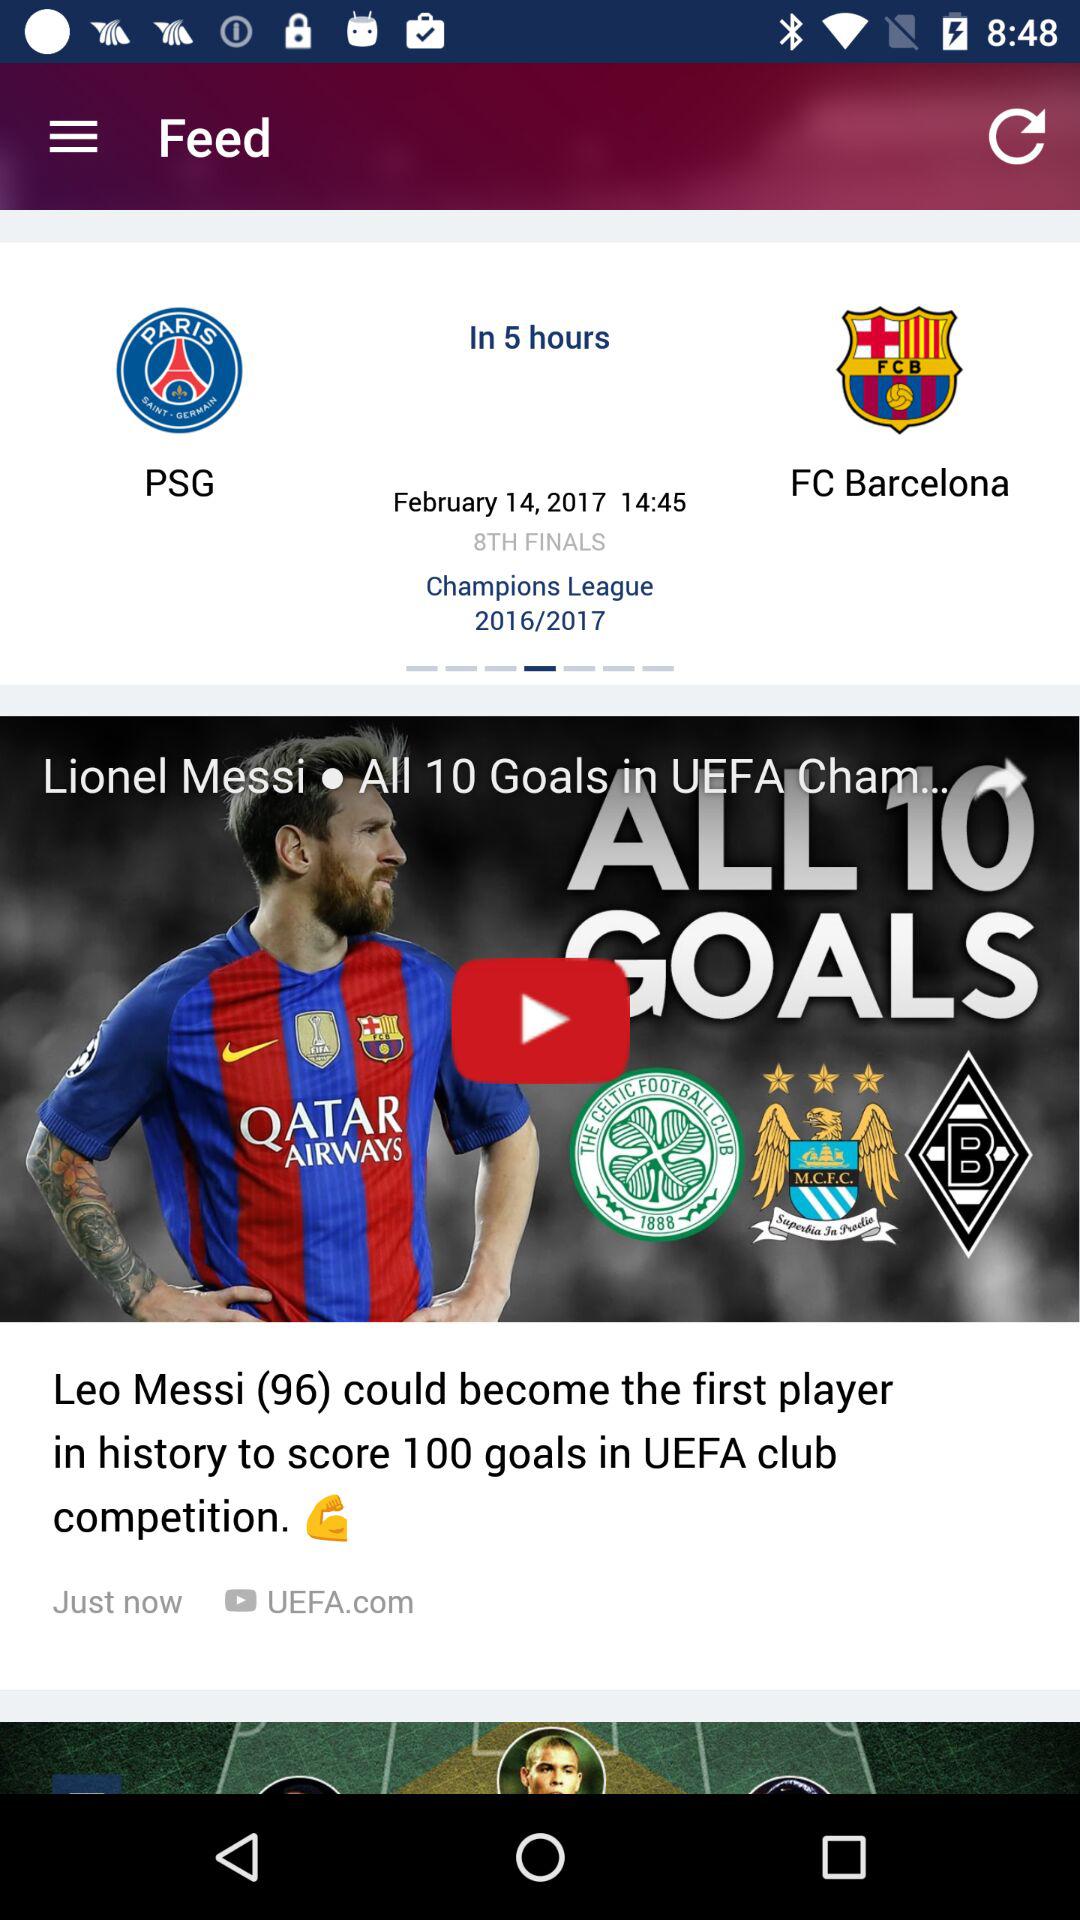 8:48
Feed
PARIS
SAINT - GERMAIN
In 5 hours
FCB
PSG
FC Barcelona
February 14, 2017 14:45
8TH FINALS
Champions League
2016/2017
Lionel Messi ● All 10 Goals in UEFA Cham...
ALL 10
GOALS
FIFA
FCB
QATAR
AIRWAYS
THE CELTIC FOOTBALL CLUB
1888
M.C.F.C.
Superbia In Proelio
B
Leo Messi (96) could become the first player
in history to score 100 goals in UEFA club
competition. 💪
Just now
UEFA.com